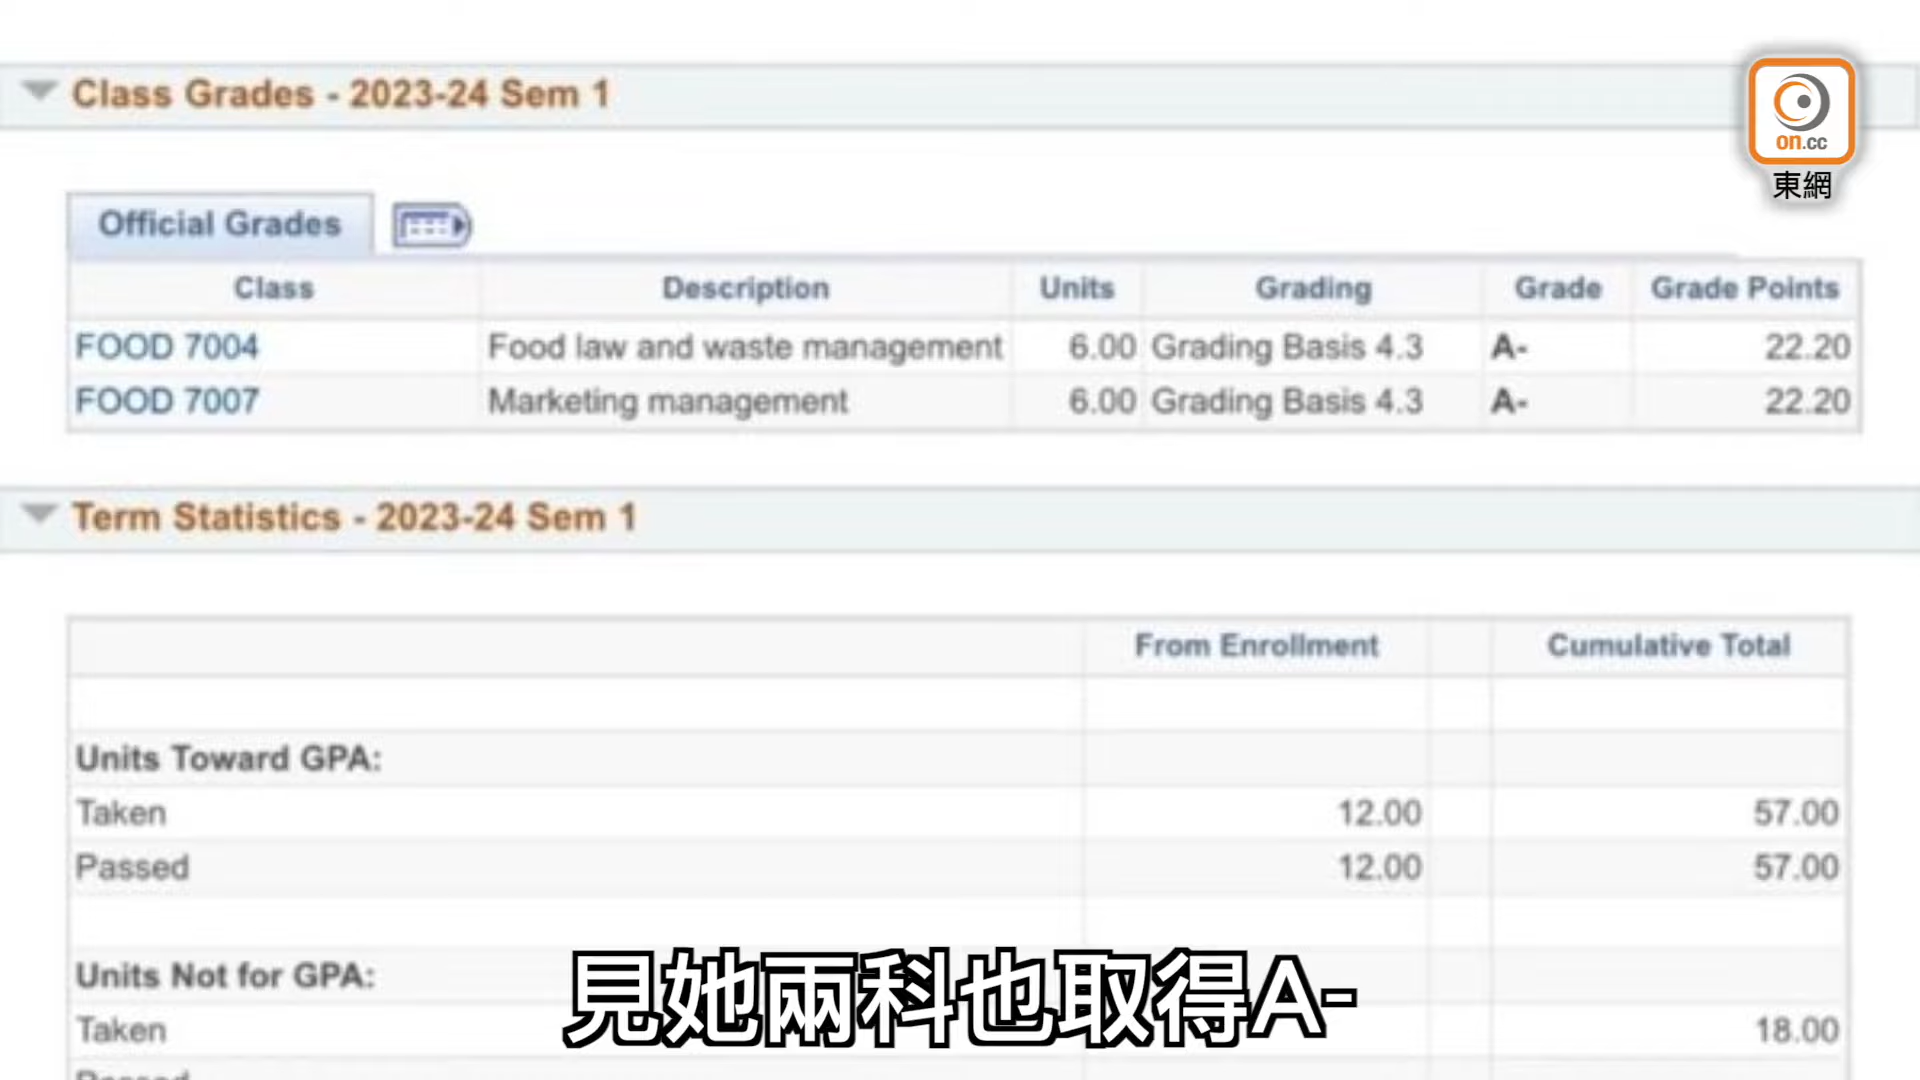 Class Grades - 2023-24 Sem 1
on.cc
東網
Official Grades
Class Description Units Grading Grade Grade Points
FOOD 7004 Food law and waste management 6.00 Grading Basis 4.3 A- 22.20
FOOD 7007 Marketing management 6.00 Grading Basis 4.3 A- 22.20
Term Statistics - 2023-24 Sem 1
From Enrollment Cumulative Total
Units Toward GPA:
Taken 12.00 57.00
Passed 12.00 57.00
Units Not for GPA:
Taken 18.00
見她兩科也取得A-